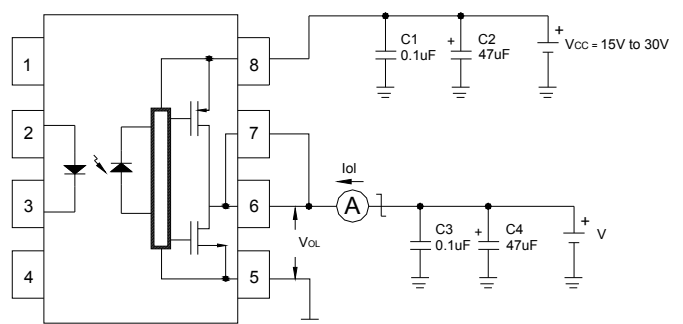 1
8
C1
0.1uF
+
C2
47uF
+
VCC = 15V to 30V
2
7
3
6
Iol
A
VOL
C3
0.1uF
+
C4
47uF
+
V
4
5